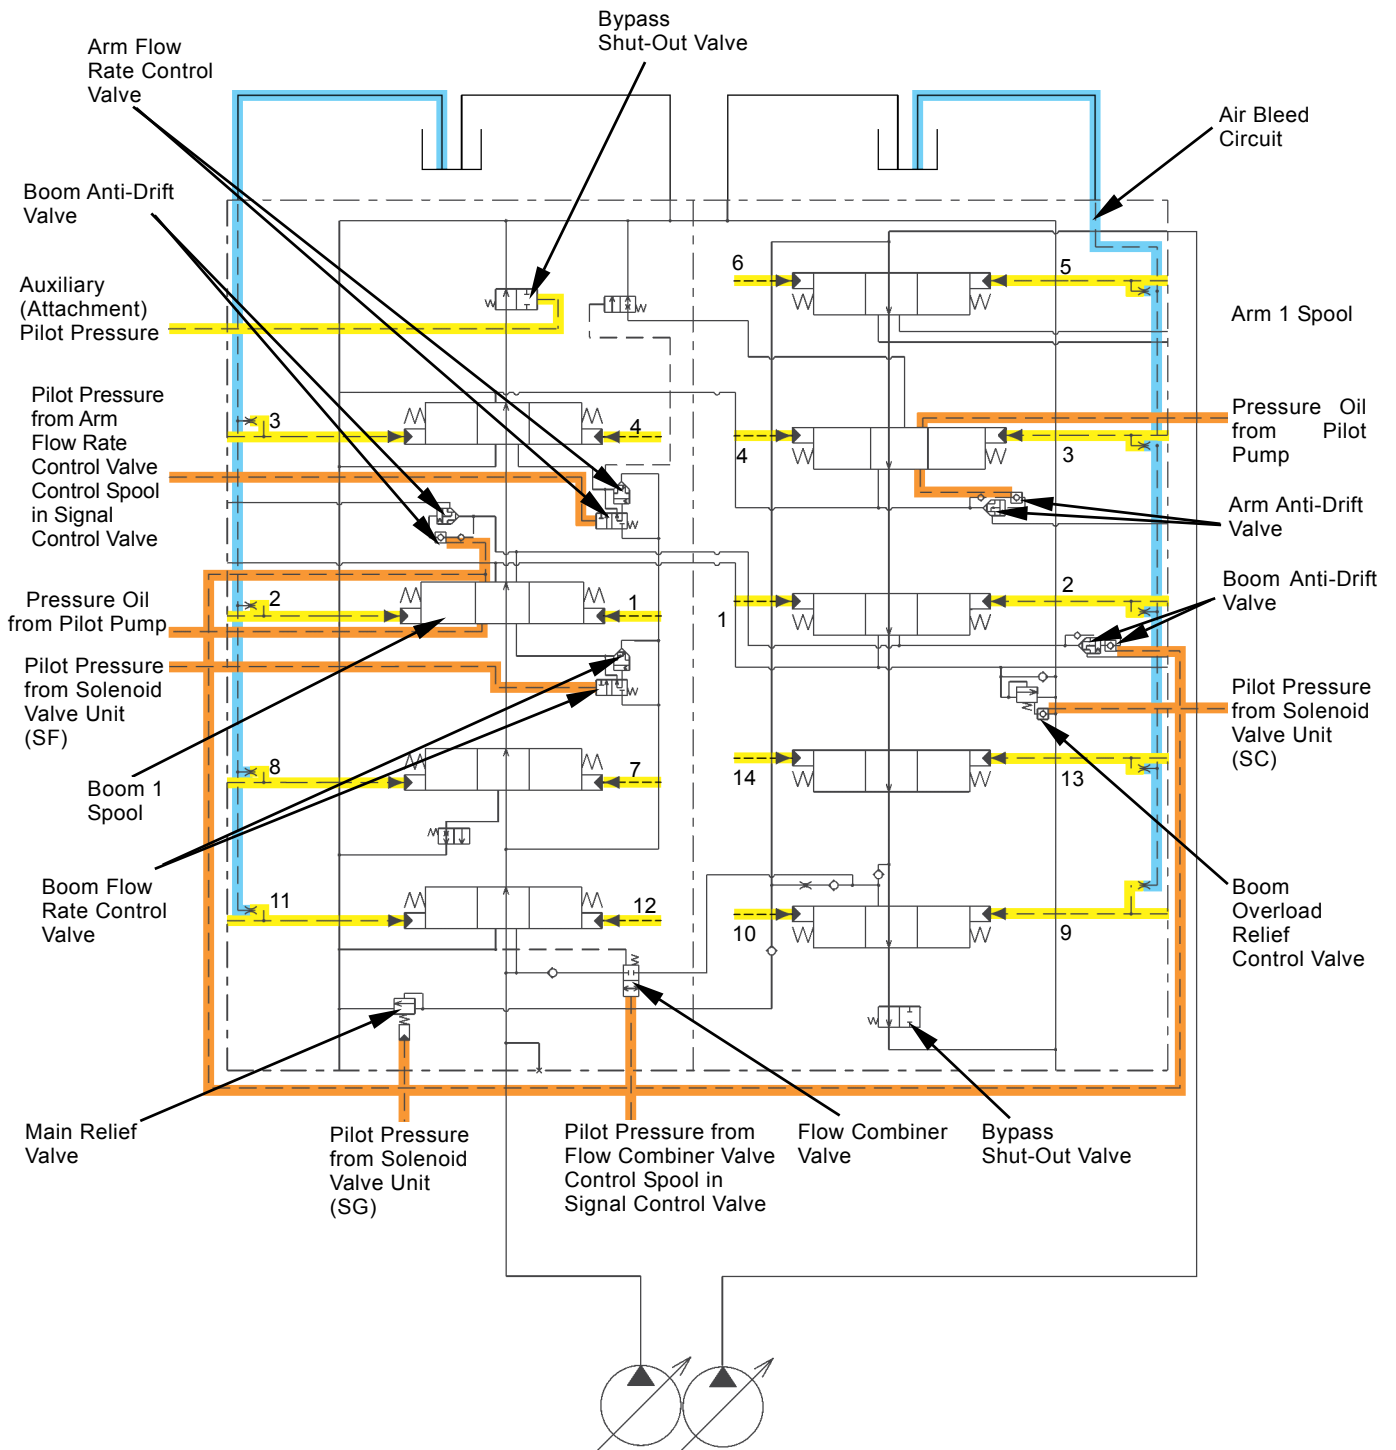 Bypass
Shut-Out Valve
Arm Flow
Rate Control
Valve
Air Bleed
Circuit
Boom Anti-Drift
Valve
Auxiliary
(Attachment)
Pilot Pressure
6
5
Arm 1 Spool
Pilot Pressure
from Arm
Flow Rate
Control Valve
Control Spool
in Signal
Control Valve
3
4
4
3
Pressure Oil
from Pilot
Pump
Arm Anti-Drift
Valve
Pressure Oil
from Pilot Pump
2
1
1
2
Boom Anti-Drift
Valve
Pilot Pressure
from Solenoid
Valve Unit
(SF)
Pilot Pressure
from Solenoid
Valve Unit
(SC)
Boom 1
Spool
8
7
14
13
Boom Flow
Rate Control
Valve
11
12
10
9
Boom
Overload
Relief
Control Valve
Main Relief
Valve
Pilot Pressure
from Solenoid
Valve Unit
(SG)
Pilot Pressure from
Flow Combiner Valve
Control Spool in
Signal Control Valve
Flow Combiner
Valve
Bypass
Shut-Out Valve